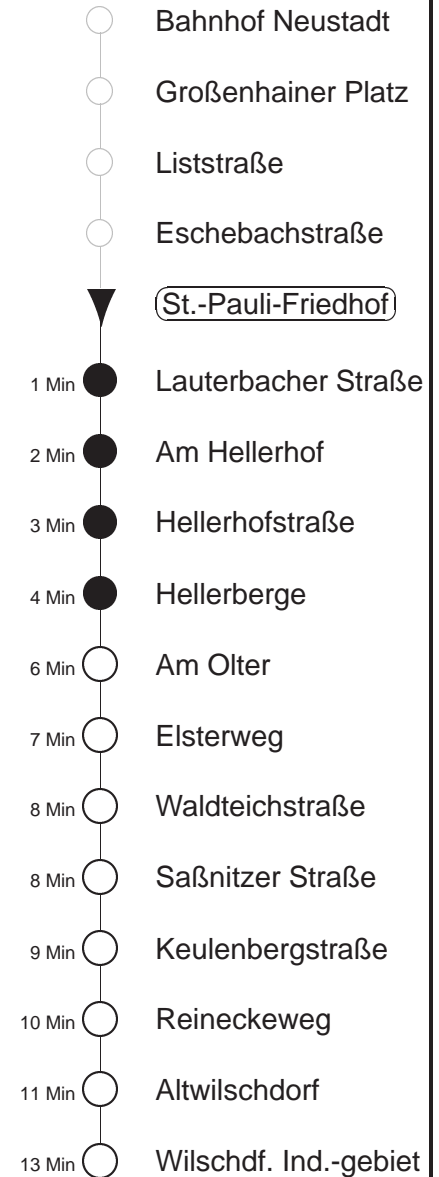 Bahnhof Neustadt
Großenhainer Platz
Liststraße
Eschebachstraße
St.-Pauli-Friedhof
1 Min Lauterbacher Straße
2 Min Am Hellerhof
3 Min Hellerhofstraße
4 Min Hellerberge
6 Min Am Olter
7 Min Elsterweg
8 Min Waldteichstraße
8 Min Saßnitzer Straße
9 Min Keulenbergstraße
10 Min Reineckeweg
11 Min Altwilschdorf
13 Min Wilschdf. Ind.-gebiet